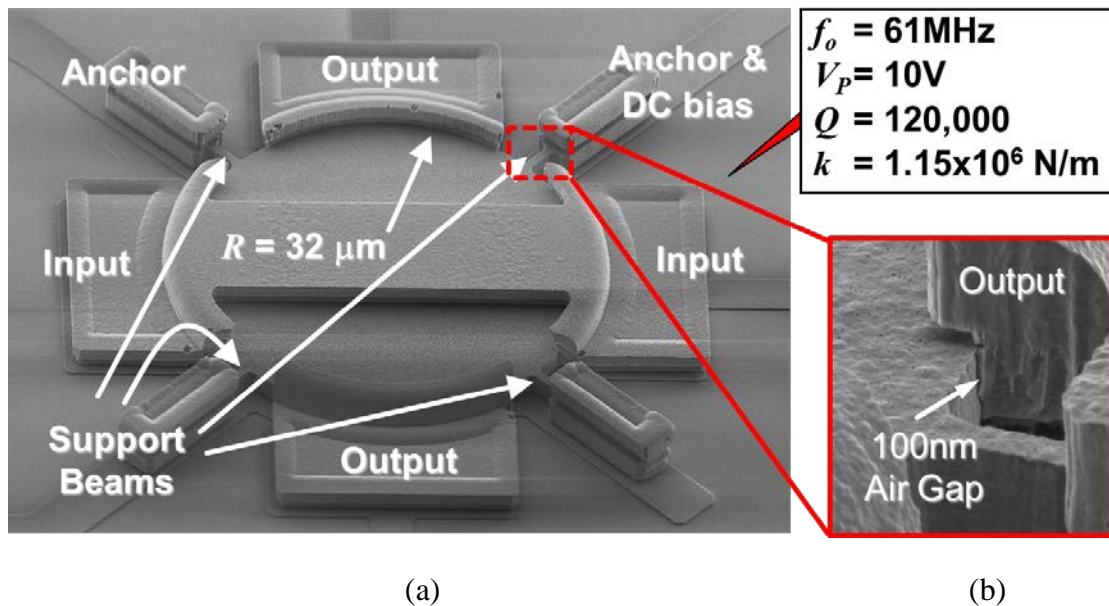 Anchor
Output
Anchor &
DC bias
R = 32 μm
Input
Input
Support
Beams
Output
fₒ = 61MHz
V_P = 10V
Q = 120,000
k = 1.15x10⁶ N/m
Output
100nm
Air Gap
(a)
(b)